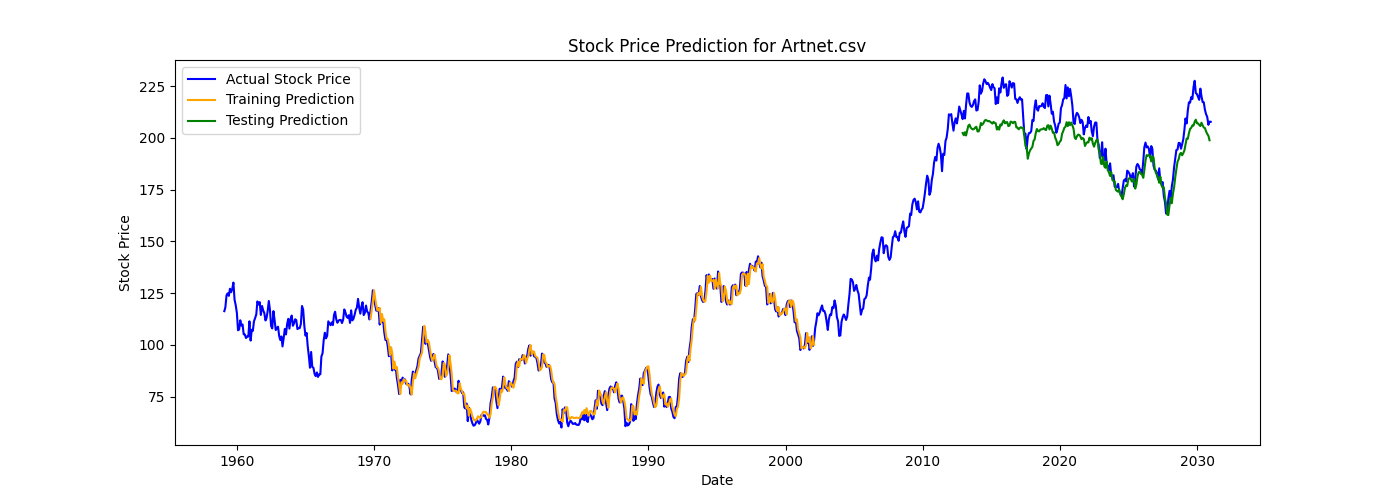 Stock Price Prediction for Artnet.csv
Actual Stock Price
Training Prediction
Testing Prediction
Stock Price
225
200
175
150
125
100
75
1960 1970 1980 1990 2000 2010 2020 2030
Date